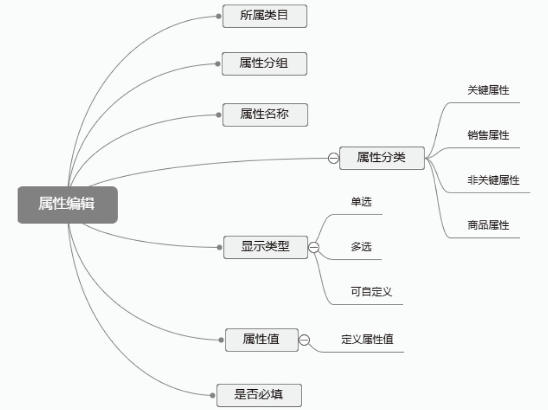 所属类目
属性分组
属性名称
属性分类
关键属性
销售属性
非关键属性
商品属性
属性编辑
显示类型
单选
多选
可自定义
属性值
定义属性值
是否必填